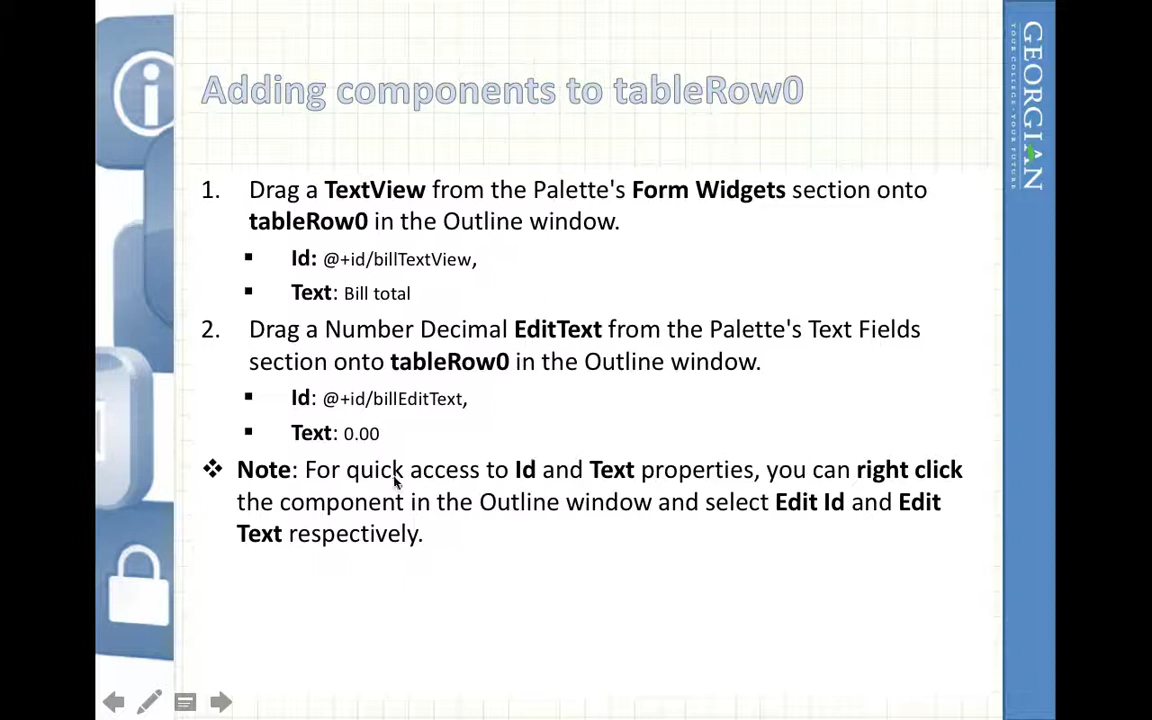 Adding components to tableRow0
1. Drag a TextView from the Palette's Form Widgets section onto
tableRow0 in the Outline window.
▪ Id: @+id/billTextView,
▪ Text: Bill total
2. Drag a Number Decimal EditText from the Palette's Text Fields
section onto tableRow0 in the Outline window.
▪ Id: @+id/billEditText,
▪ Text: 0.00
❖ Note: For quick access to Id and Text properties, you can right click
the component in the Outline window and select Edit Id and Edit
Text respectively.
GEORGIAN
YOUR COLLEGE · YOUR FUTURE